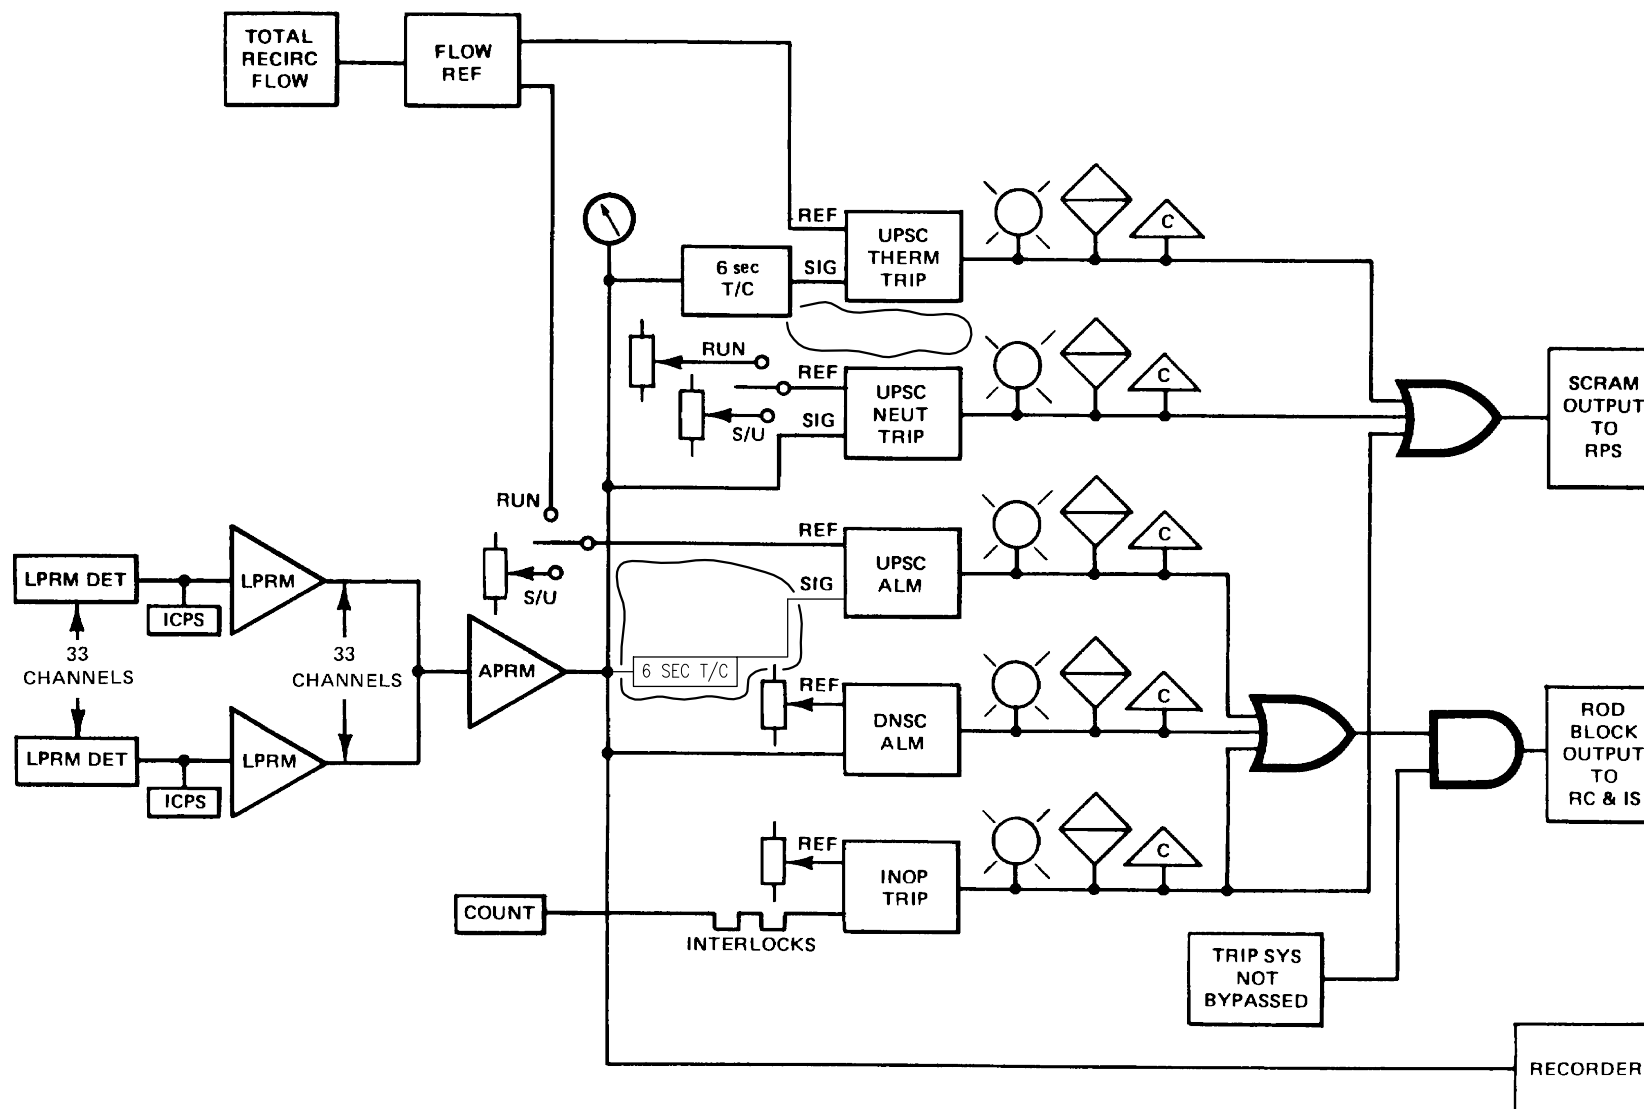 TOTAL
RECIRC
FLOW
FLOW
REF
REF
UPSC
THERM
TRIP
C
6 sec
T/C
SIG
RUN
S/U
REF
SIG
UPSC
NEUT
TRIP
C
SCRAM
OUTPUT
TO
RPS
RUN
S/U
REF
SIG
UPSC
ALM
C
LPRM DET
ICPS
LPRM
33
CHANNELS
33
CHANNELS
APRM
6 SEC T/C
REF
DNSC
ALM
C
ROD
BLOCK
OUTPUT
TO
RC & IS
LPRM DET
ICPS
LPRM
REF
INOP
TRIP
C
COUNT
INTERLOCKS
TRIP SYS
NOT
BYPASSED
RECORDER